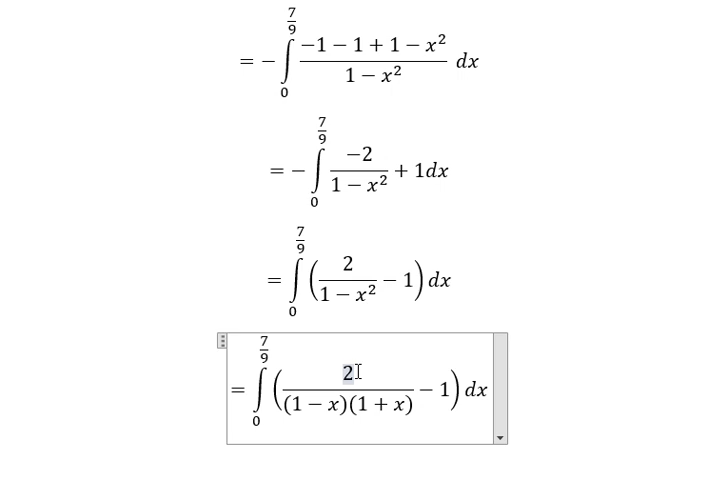 = − ∫₀^(7/9) (−1 − 1 + 1 − x²)/(1 − x²) dx
= − ∫₀^(7/9) (−2)/(1 − x²) + 1dx
= ∫₀^(7/9) (2/(1 − x²) − 1) dx
= ∫₀^(7/9) (2/((1 − x)(1 + x)) − 1) dx